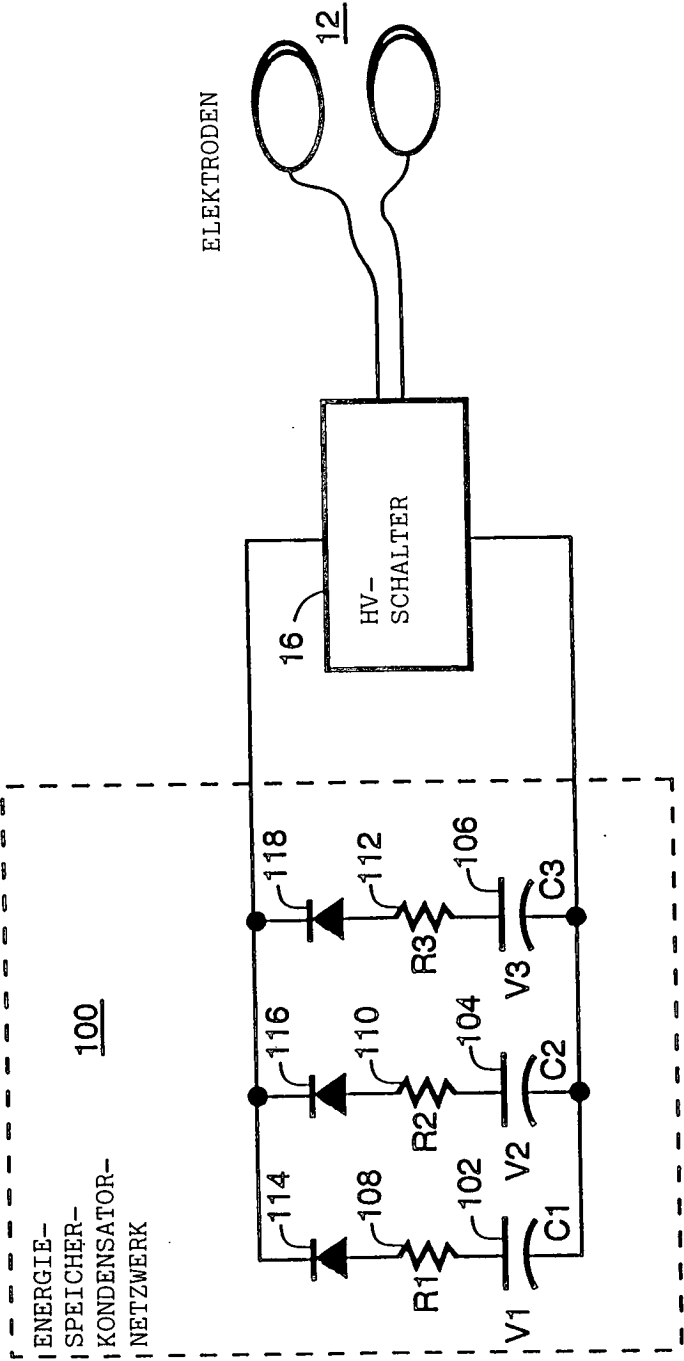 ENERGIE-
SPEICHER-
KONDENSATOR-
NETZWERK
100
114
116
118
108
110
112
R1
R2
R3
102
104
106
V1
V2
V3
C1
C2
C3
16
HV-
SCHALTER
ELEKTRODEN
12